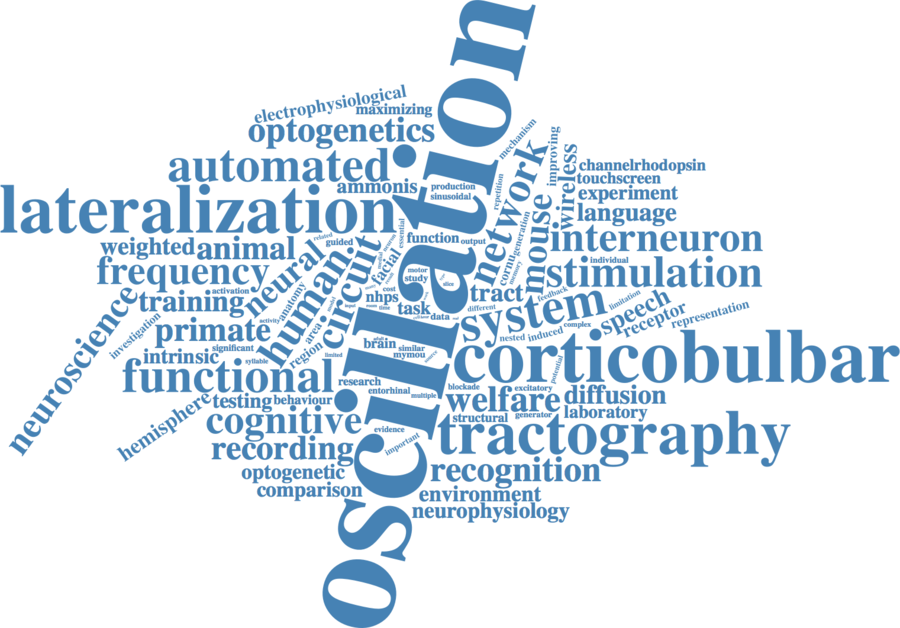 oscillation
electrophysiological
maximizing
optogenetics
automated
ammonis
production
sinusoidal
lateralization
mechanism
repetition
network
improving
wireless
channelrhodopsin
touchscreen
experiment
language
mouse
interneuron
individual
stimulation
weighted
animal
frequency
related
guided
essential
function
output
cornu
generation
memory
activation
training
neural
human
circuit
facial
motor
study
cost
nhps
task
data
tract
different
feedback
system
limitation
speech
receptor
representation
neuroscience
investigation
primate
activity
anatomy
area
region
limited
brain
similar
mymou
nested
induced
complex
significant
syllable
intrinsic
functional
corticobulbar
potential
research
entorhinal
multiple
blockade
excitatory
hemisphere
testing
behaviour
welfare
diffusion
structural
generator
laboratory
cognitive
evidence
important
tractography
recording
recognition
optogenetic
comparison
environment
neurophysiology